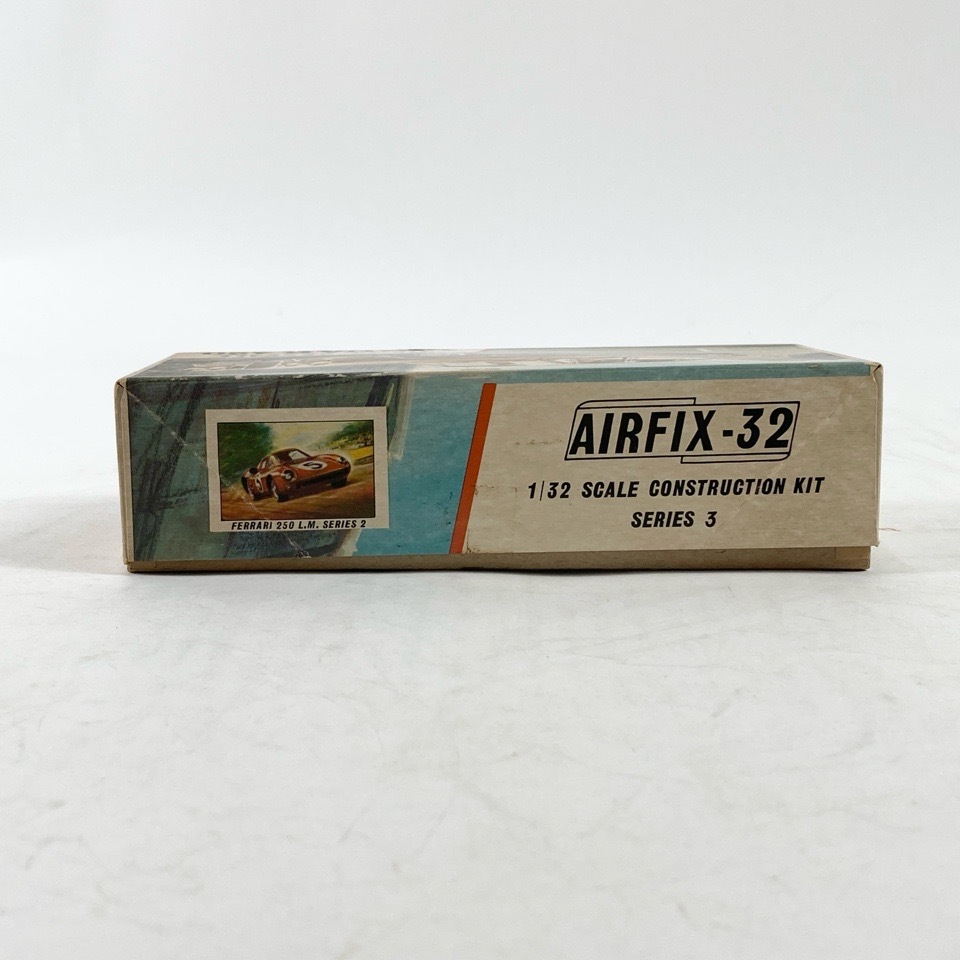 FERRARI 250 L.M. SERIES 2
AIRFIX-32
1/32 SCALE CONSTRUCTION KIT
SERIES 3